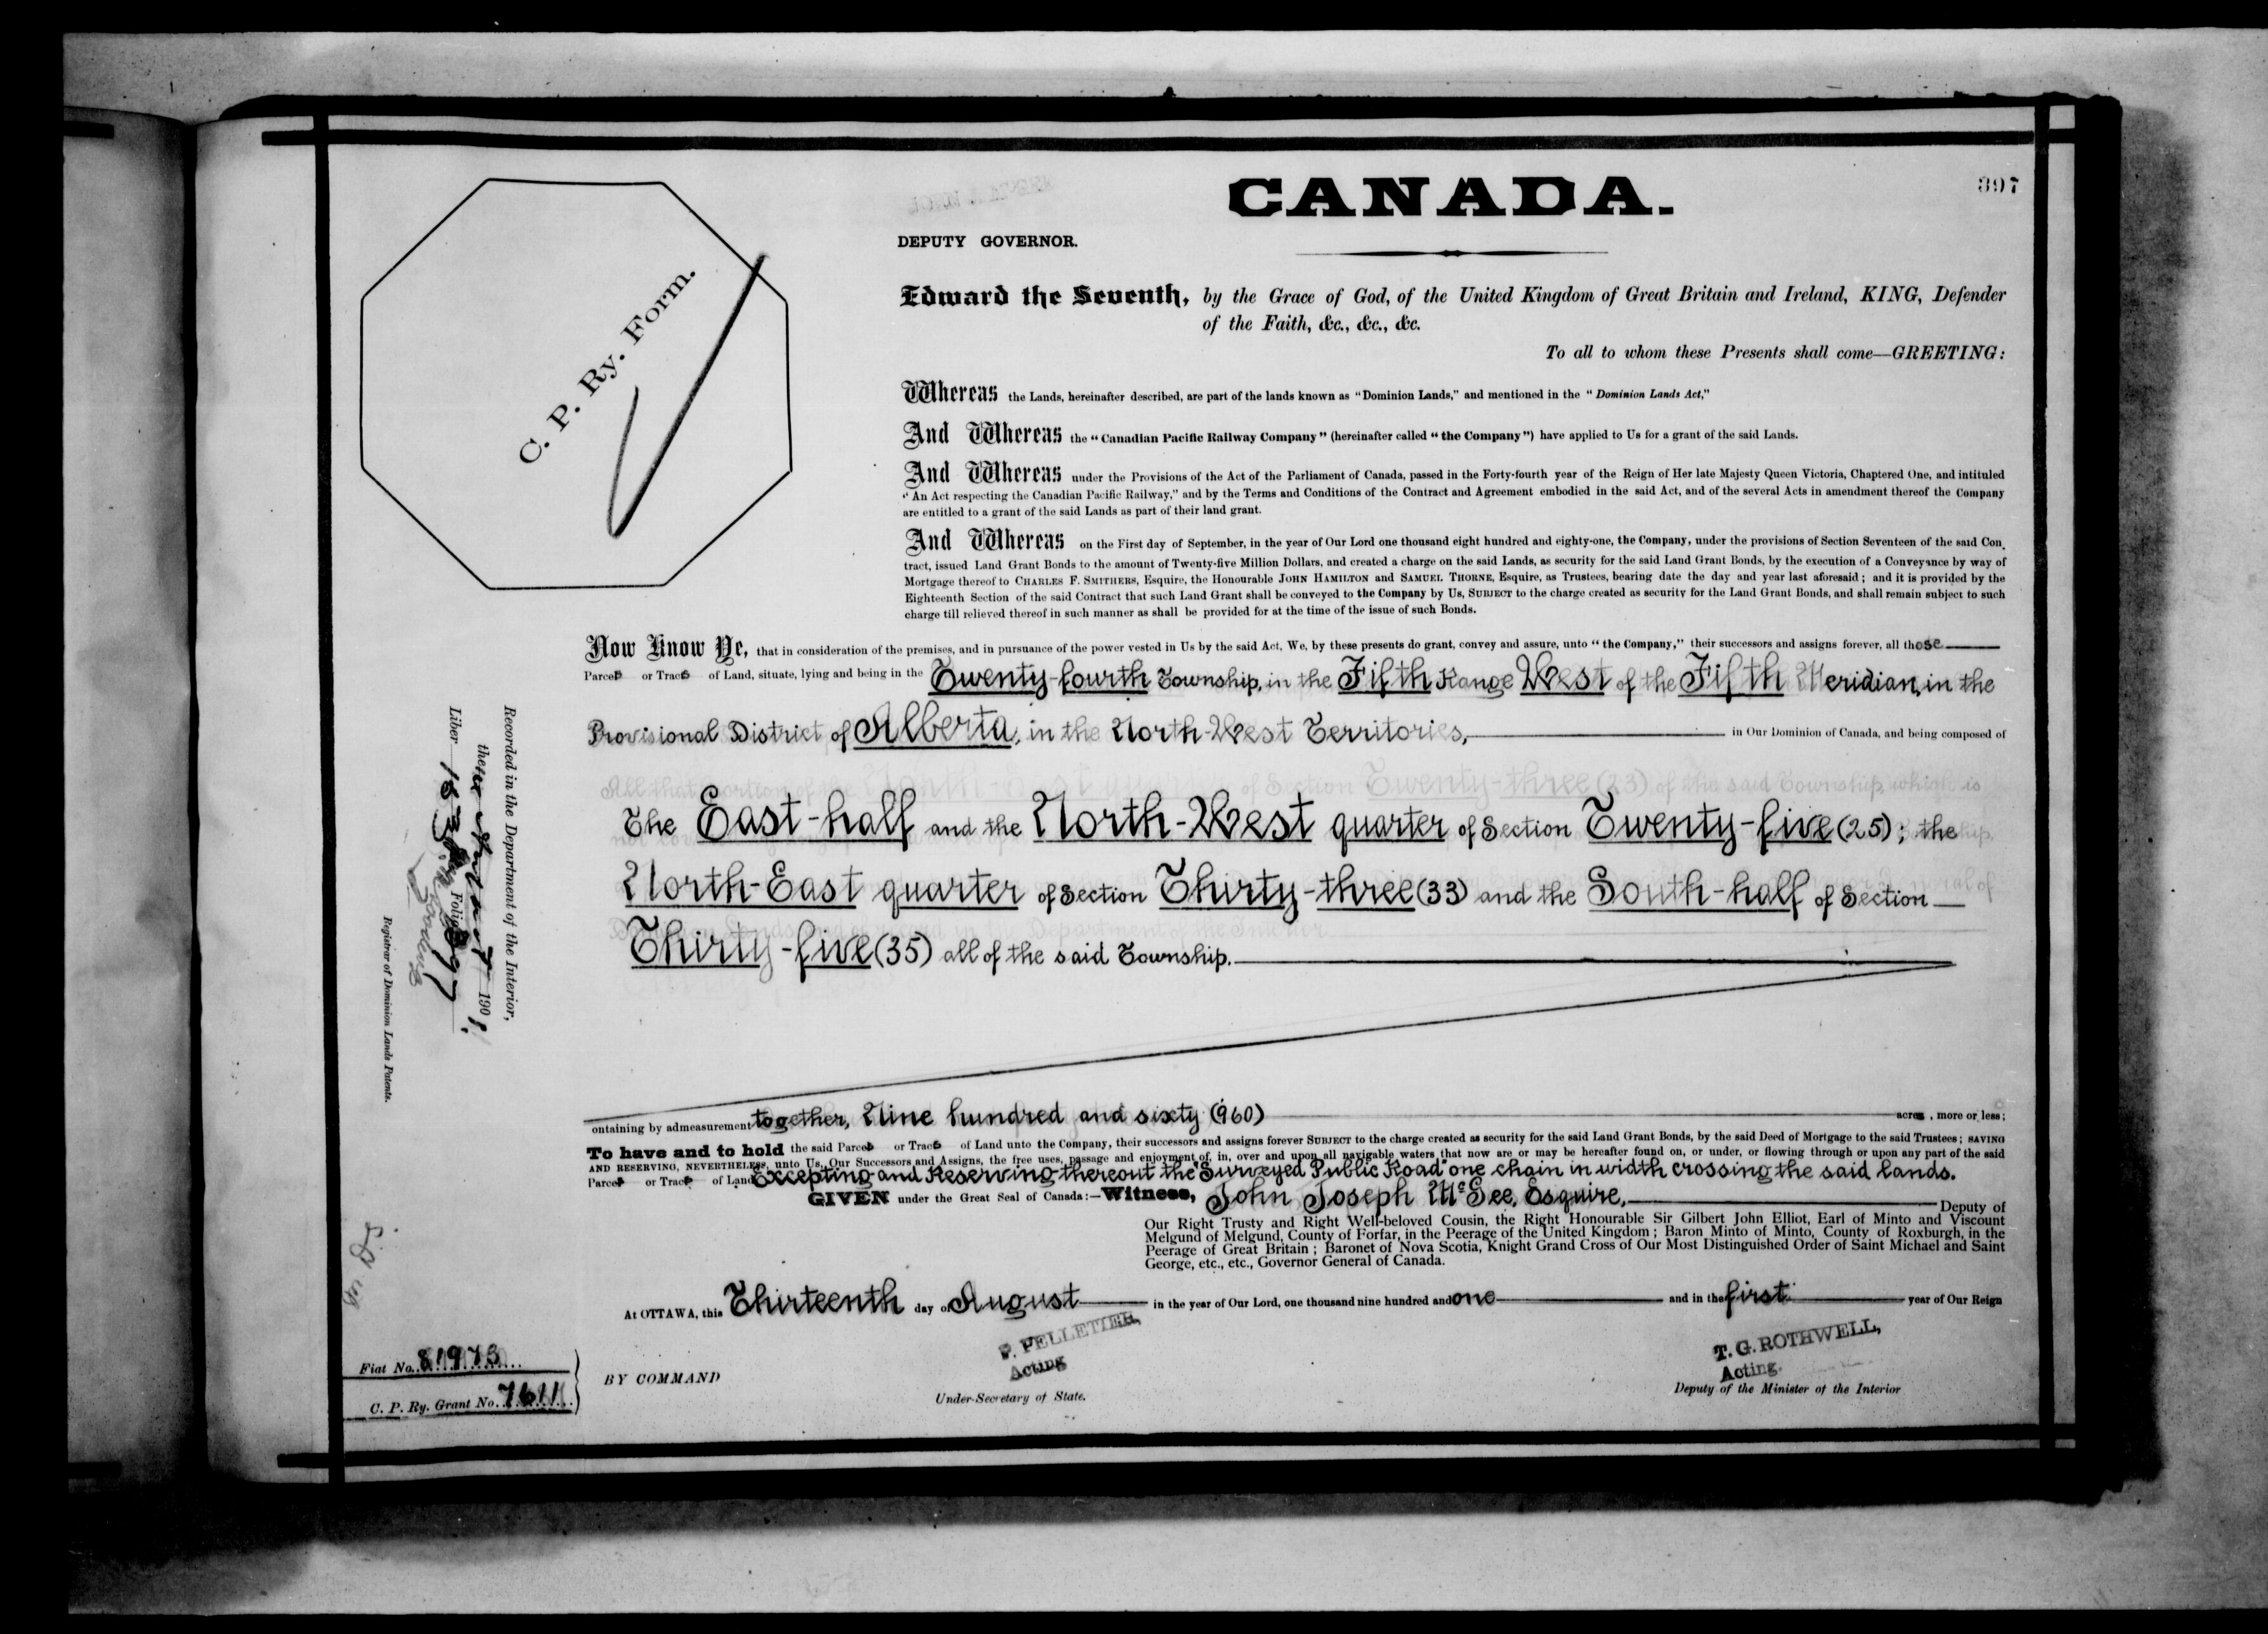 397
CANADA.
DEPUTY GOVERNOR.
C. P. Ry. Form.
Edward the Seventh, by the Grace of God, of the United Kingdom of Great Britain and Ireland, KING, Defender
of the Faith, &c., &c., &c.
To all to whom these Presents shall come—GREETING:
Whereas the Lands, hereinafter described, are part of the lands known as "Dominion Lands," and mentioned in the "Dominion Lands Act,"
And Whereas the "Canadian Pacific Railway Company" (hereinafter called "the Company") have applied to Us for a grant of the said Lands.
And Whereas under the Provisions of the Act of the Parliament of Canada, passed in the Forty-fourth year of the Reign of Her late Majesty Queen Victoria, Chaptered One, and intituled
"An Act respecting the Canadian Pacific Railway," and by the Terms and Conditions of the Contract and Agreement embodied in the said Act, and of the several Acts in amendment thereof the Company
are entitled to a grant of the said Lands as part of their land grant.
And Whereas on the First day of September, in the year of Our Lord one thousand eight hundred and eighty-one, the Company, under the provisions of Section Seventeen of the said Con
tract, issued Land Grant Bonds to the amount of Twenty-five Million Dollars, and created a charge on the said Lands, as security for the said Land Grant Bonds, by the execution of a Conveyance by way of
Mortgage thereof to CHARLES F. SMITHERS, Esquire, the Honourable JOHN HAMILTON and SAMUEL THORNE, Esquire, as Trustees, bearing date the day and year last aforesaid; and it is provided by the
Eighteenth Section of the said Contract that such Land Grant shall be conveyed to the Company by Us, SUBJECT to the charge created as security for the Land Grant Bonds, and shall remain subject to such
charge till relieved thereof in such manner as shall be provided for at the time of the issue of such Bonds.
Now Know Ye, that in consideration of the premises, and in pursuance of the power vested in Us by the said Act, We, by these presents do grant, convey and assure, unto "the Company," their successors and assigns forever, all those
Parcels or Tracts of Land, situate, lying and being in the Twenty-fourth Township, in the Fifth Range West of the Fifth Meridian, in the
Provisional District of Alberta, in the North-West Territories, in Our Dominion of Canada, and being composed of
The East-half and the North-West quarter of Section Twenty-five (25); the
North-East quarter of Section Thirty-three (33) and the South-half of Section
Thirty-five (35) all of the said Township.
ontaining by admeasurement together, Nine hundred and sixty (960) acres, more or less;
To have and to hold the said Parcels or Tracts of Land unto the Company, their successors and assigns forever SUBJECT to the charge created as security for the said Land Grant Bonds, by the said Deed of Mortgage to the said Trustees; SAVING
AND RESERVING, NEVERTHELESS, unto Us, Our Successors and Assigns, the free uses, passage and enjoyment of, in, over and upon all navigable waters that now are or may be hereafter found on, or under, or flowing through or upon any part of the said
Parcels or Tracts of Land Excepting and Reserving thereout the "Surveyed Public Road" one chain in width crossing the said lands.
GIVEN under the Great Seal of Canada:—Witness, John Joseph McGee, Esquire, Deputy of
Our Right Trusty and Right Well-beloved Cousin, the Right Honourable Sir Gilbert John Elliot, Earl of Minto and Viscount
Melgund of Melgund, County of Forfar, in the Peerage of the United Kingdom; Baron Minto of Minto, County of Roxburgh, in the
Peerage of Great Britain; Baronet of Nova Scotia, Knight Grand Cross of Our Most Distinguished Order of Saint Michael and Saint
George, etc., etc., Governor General of Canada.
At OTTAWA, this Thirteenth day of August in the year of Our Lord, one thousand nine hundred and one and in the first year of Our Reign
BY COMMAND
P. PELLETIER,
Acting
Under-Secretary of State.
T. G. ROTHWELL,
Acting
Deputy of the Minister of the Interior
Recorded in the Department of the Interior,
the August 1901
Liber 163 Folio 397
Registrar of Dominion Lands Patents.
Fiat No. 81973
C. P. Ry. Grant No. 7611